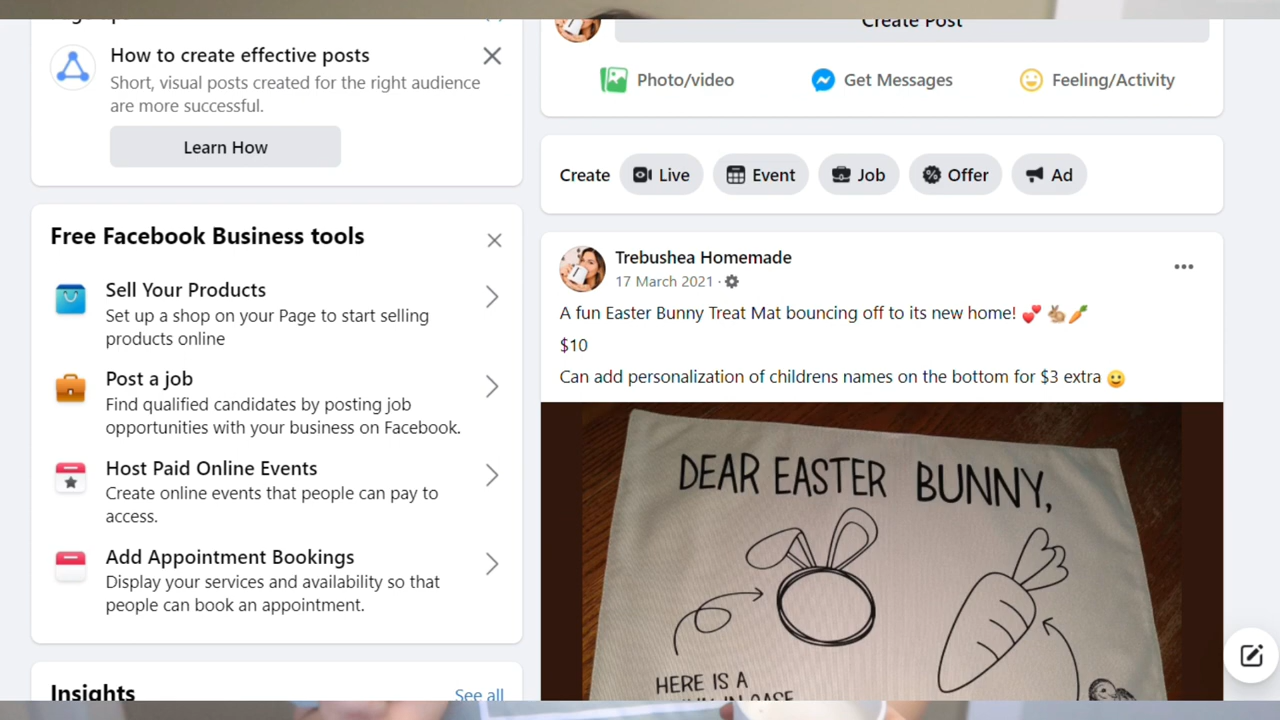 How to create effective posts
Short, visual posts created for the right audience
are more successful.
Learn How
Free Facebook Business tools
Sell Your Products
Set up a shop on your Page to start selling
products online
Post a job
Find qualified candidates by posting job
opportunities with your business on Facebook.
Host Paid Online Events
Create online events that people can pay to
access.
Add Appointment Bookings
Display your services and availability so that
people can book an appointment.
Insights
See all
Create Post
Photo/video
Get Messages
Feeling/Activity
Create
Live
Event
Job
Offer
Ad
Trebushea Homemade
17 March 2021 ·
A fun Easter Bunny Treat Mat bouncing off to its new home! 💕 🐇 🥕
$10
Can add personalization of childrens names on the bottom for $3 extra 🙂
DEAR EASTER BUNNY,
HERE IS A